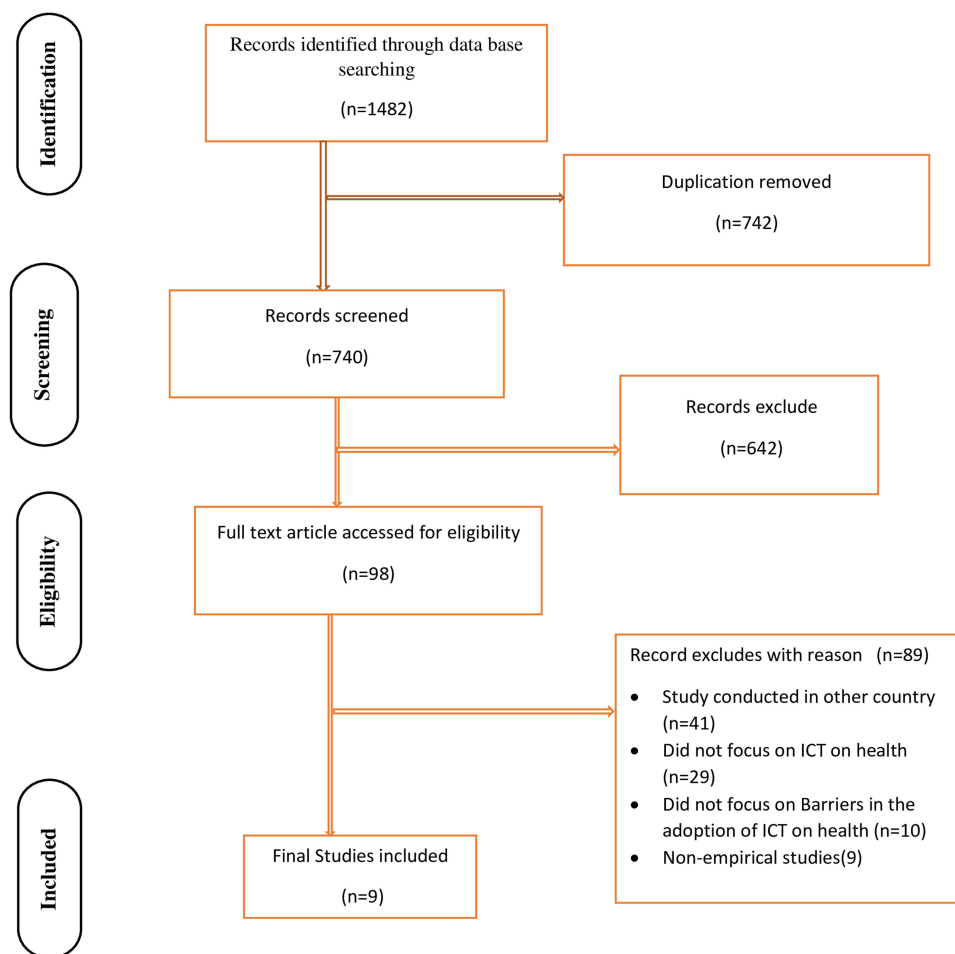 Identification
Records identified through data base
searching
(n=1482)
Duplication removed
(n=742)
Screening
Records screened
(n=740)
Records exclude
(n=642)
Eligibility
Full text article accessed for eligibility
(n=98)
Record excludes with reason (n=89)
• Study conducted in other country
(n=41)
• Did not focus on ICT on health
(n=29)
• Did not focus on Barriers in the
adoption of ICT on health (n=10)
• Non-empirical studies(9)
Included
Final Studies included
(n=9)